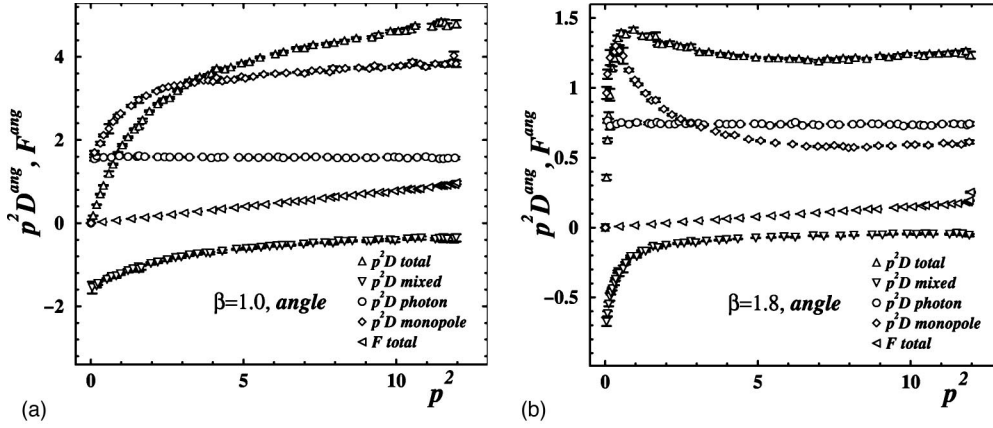 p²D^ang, F^ang
4
2
0
−2
0
5
10
p²
β=1.0, angle
p²D total
p²D mixed
p²D photon
p²D monopole
F total
(a)
p²D^ang, F^ang
1.5
1
0.5
0
−0.5
0
5
10
p²
β=1.8, angle
p²D total
p²D mixed
p²D photon
p²D monopole
F total
(b)